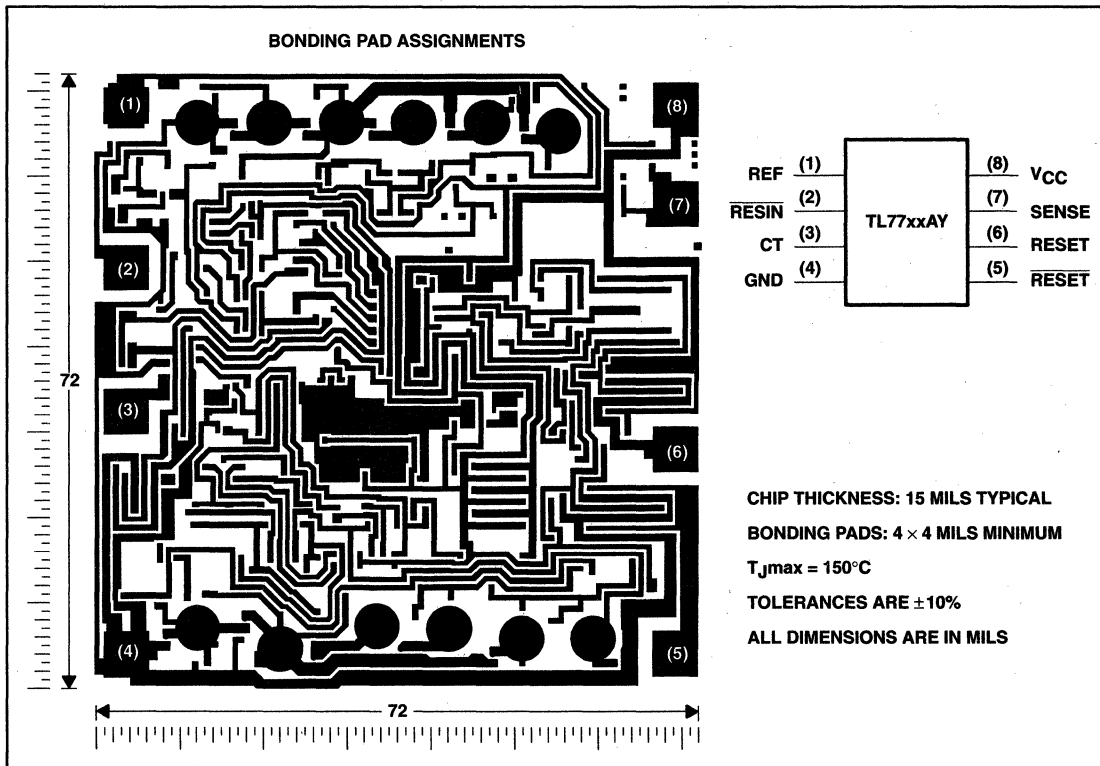 BONDING PAD ASSIGNMENTS
(1)
(8)
(7)
(2)
72
(3)
(6)
(4)
(5)
72
REF (1)
RESIN (2)
CT (3)
GND (4)
TL77xxAY
(8) VCC
(7) SENSE
(6) RESET
(5) RESET
CHIP THICKNESS: 15 MILS TYPICAL
BONDING PADS: 4 × 4 MILS MINIMUM
TJmax = 150°C
TOLERANCES ARE ±10%
ALL DIMENSIONS ARE IN MILS